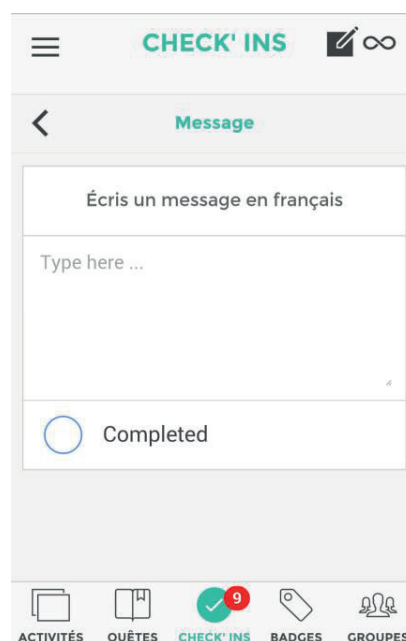 CHECK' INS
Message
Écris un message en français
Type here ...
Completed
9
ACTIVITÉS QUÊTES CHECK' INS BADGES GROUPES